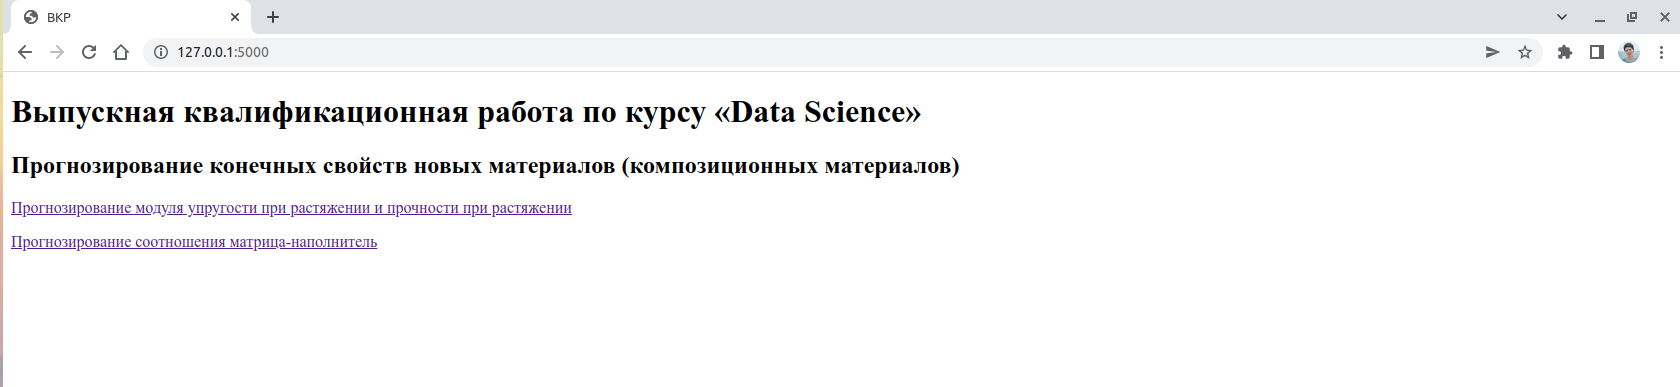 ВКР
127.0.0.1:5000
Выпускная квалификационная работа по курсу «Data Science»
Прогнозирование конечных свойств новых материалов (композиционных материалов)
Прогнозирование модуля упругости при растяжении и прочности при растяжении
Прогнозирование соотношения матрица-наполнитель